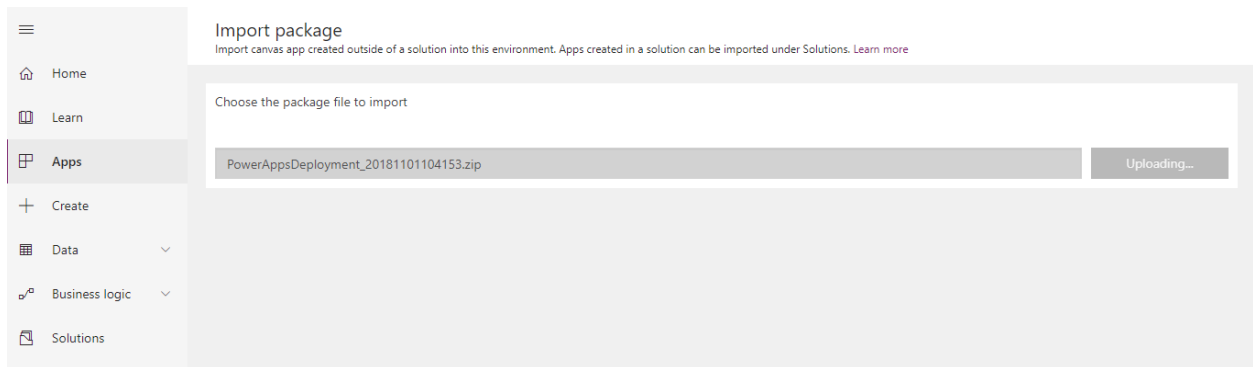 Import package
Import canvas app created outside of a solution into this environment. Apps created in a solution can be imported under Solutions. Learn more
Home
Learn
Apps
Create
Data
Business logic
Solutions
Choose the package file to import
PowerAppsDeployment_20181101104153.zip
Uploading...